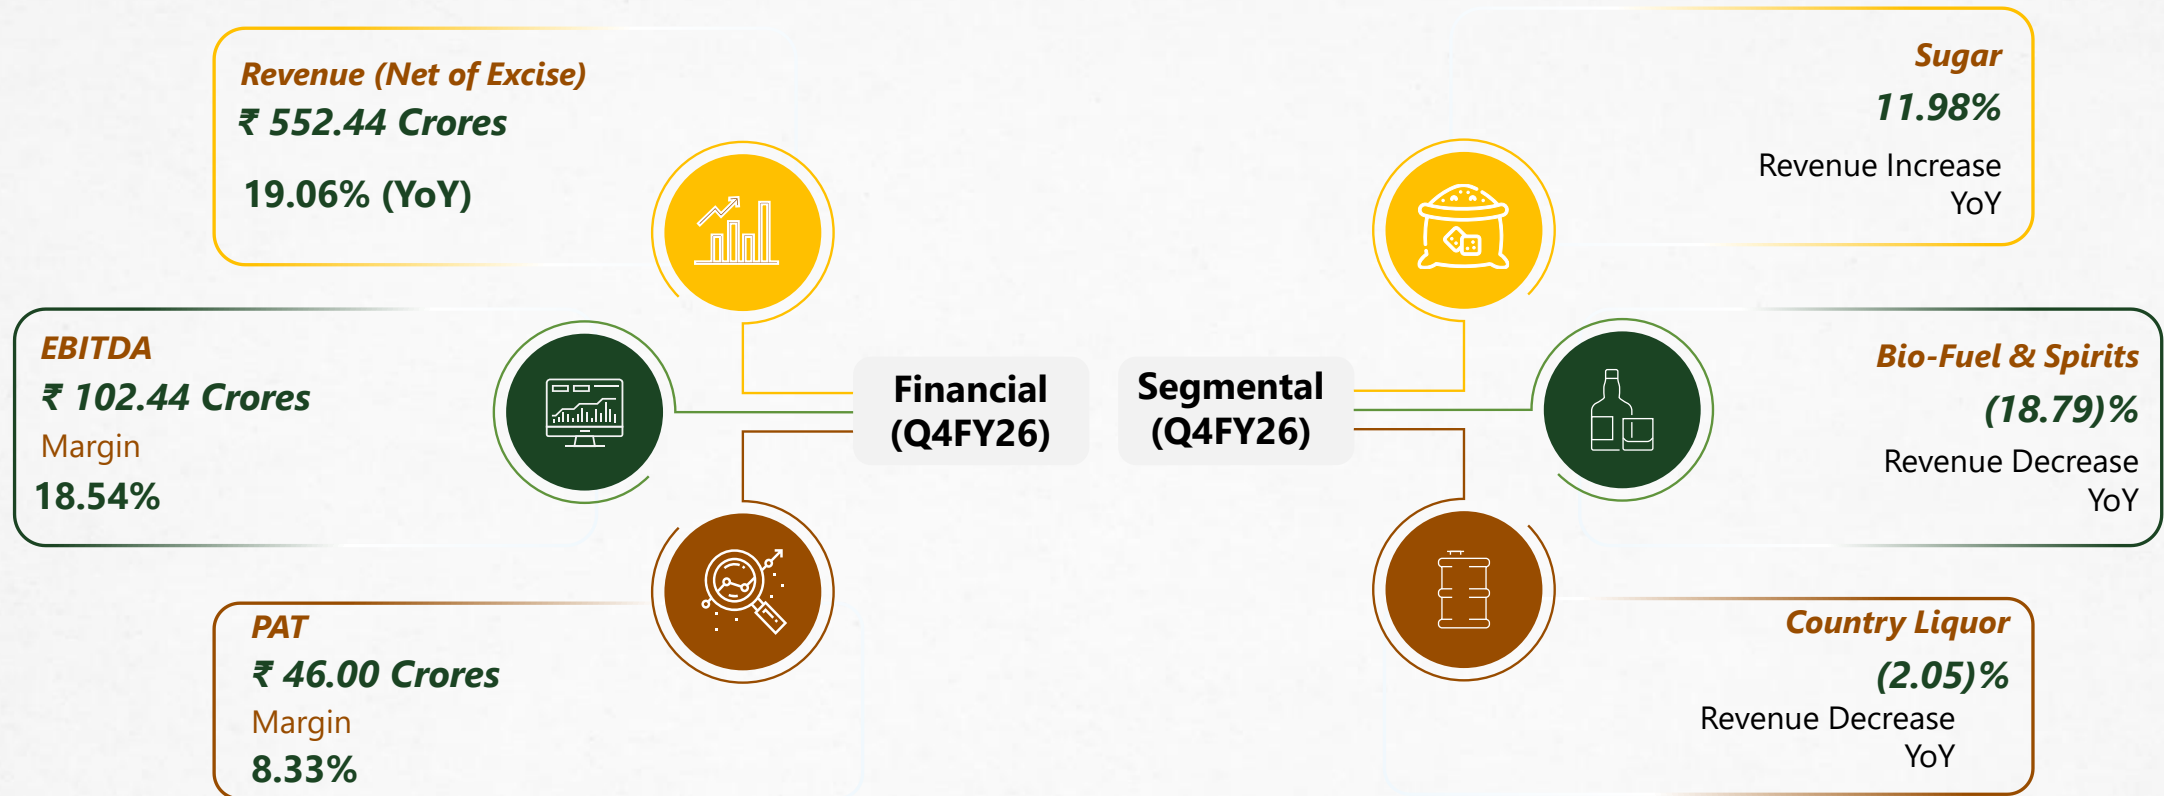 Revenue (Net of Excise)
₹ 552.44 Crores
19.06% (YoY)
EBITDA
₹ 102.44 Crores
Margin
18.54%
PAT
₹ 46.00 Crores
Margin
8.33%
Financial
(Q4FY26)
Segmental
(Q4FY26)
Sugar
11.98%
Revenue Increase
YoY
Bio-Fuel & Spirits
(18.79)%
Revenue Decrease
YoY
Country Liquor
(2.05)%
Revenue Decrease
YoY